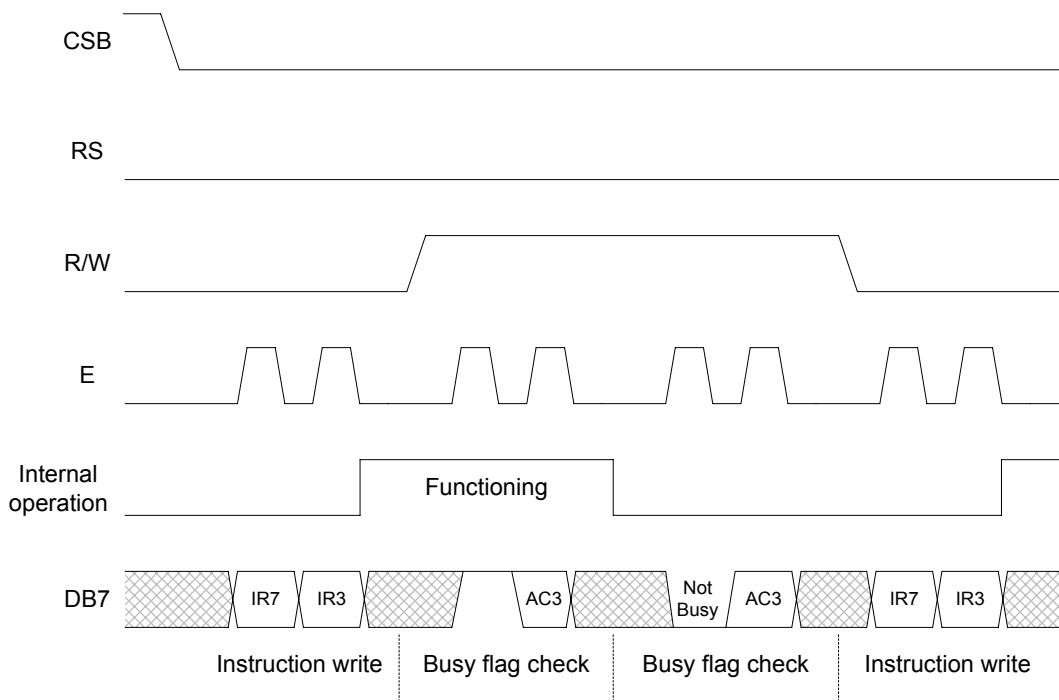 CSB
RS
R/W
E
Internal
operation
Functioning
DB7
IR7
IR3
AC3
Not
Busy
AC3
IR7
IR3
Instruction write
Busy flag check
Busy flag check
Instruction write